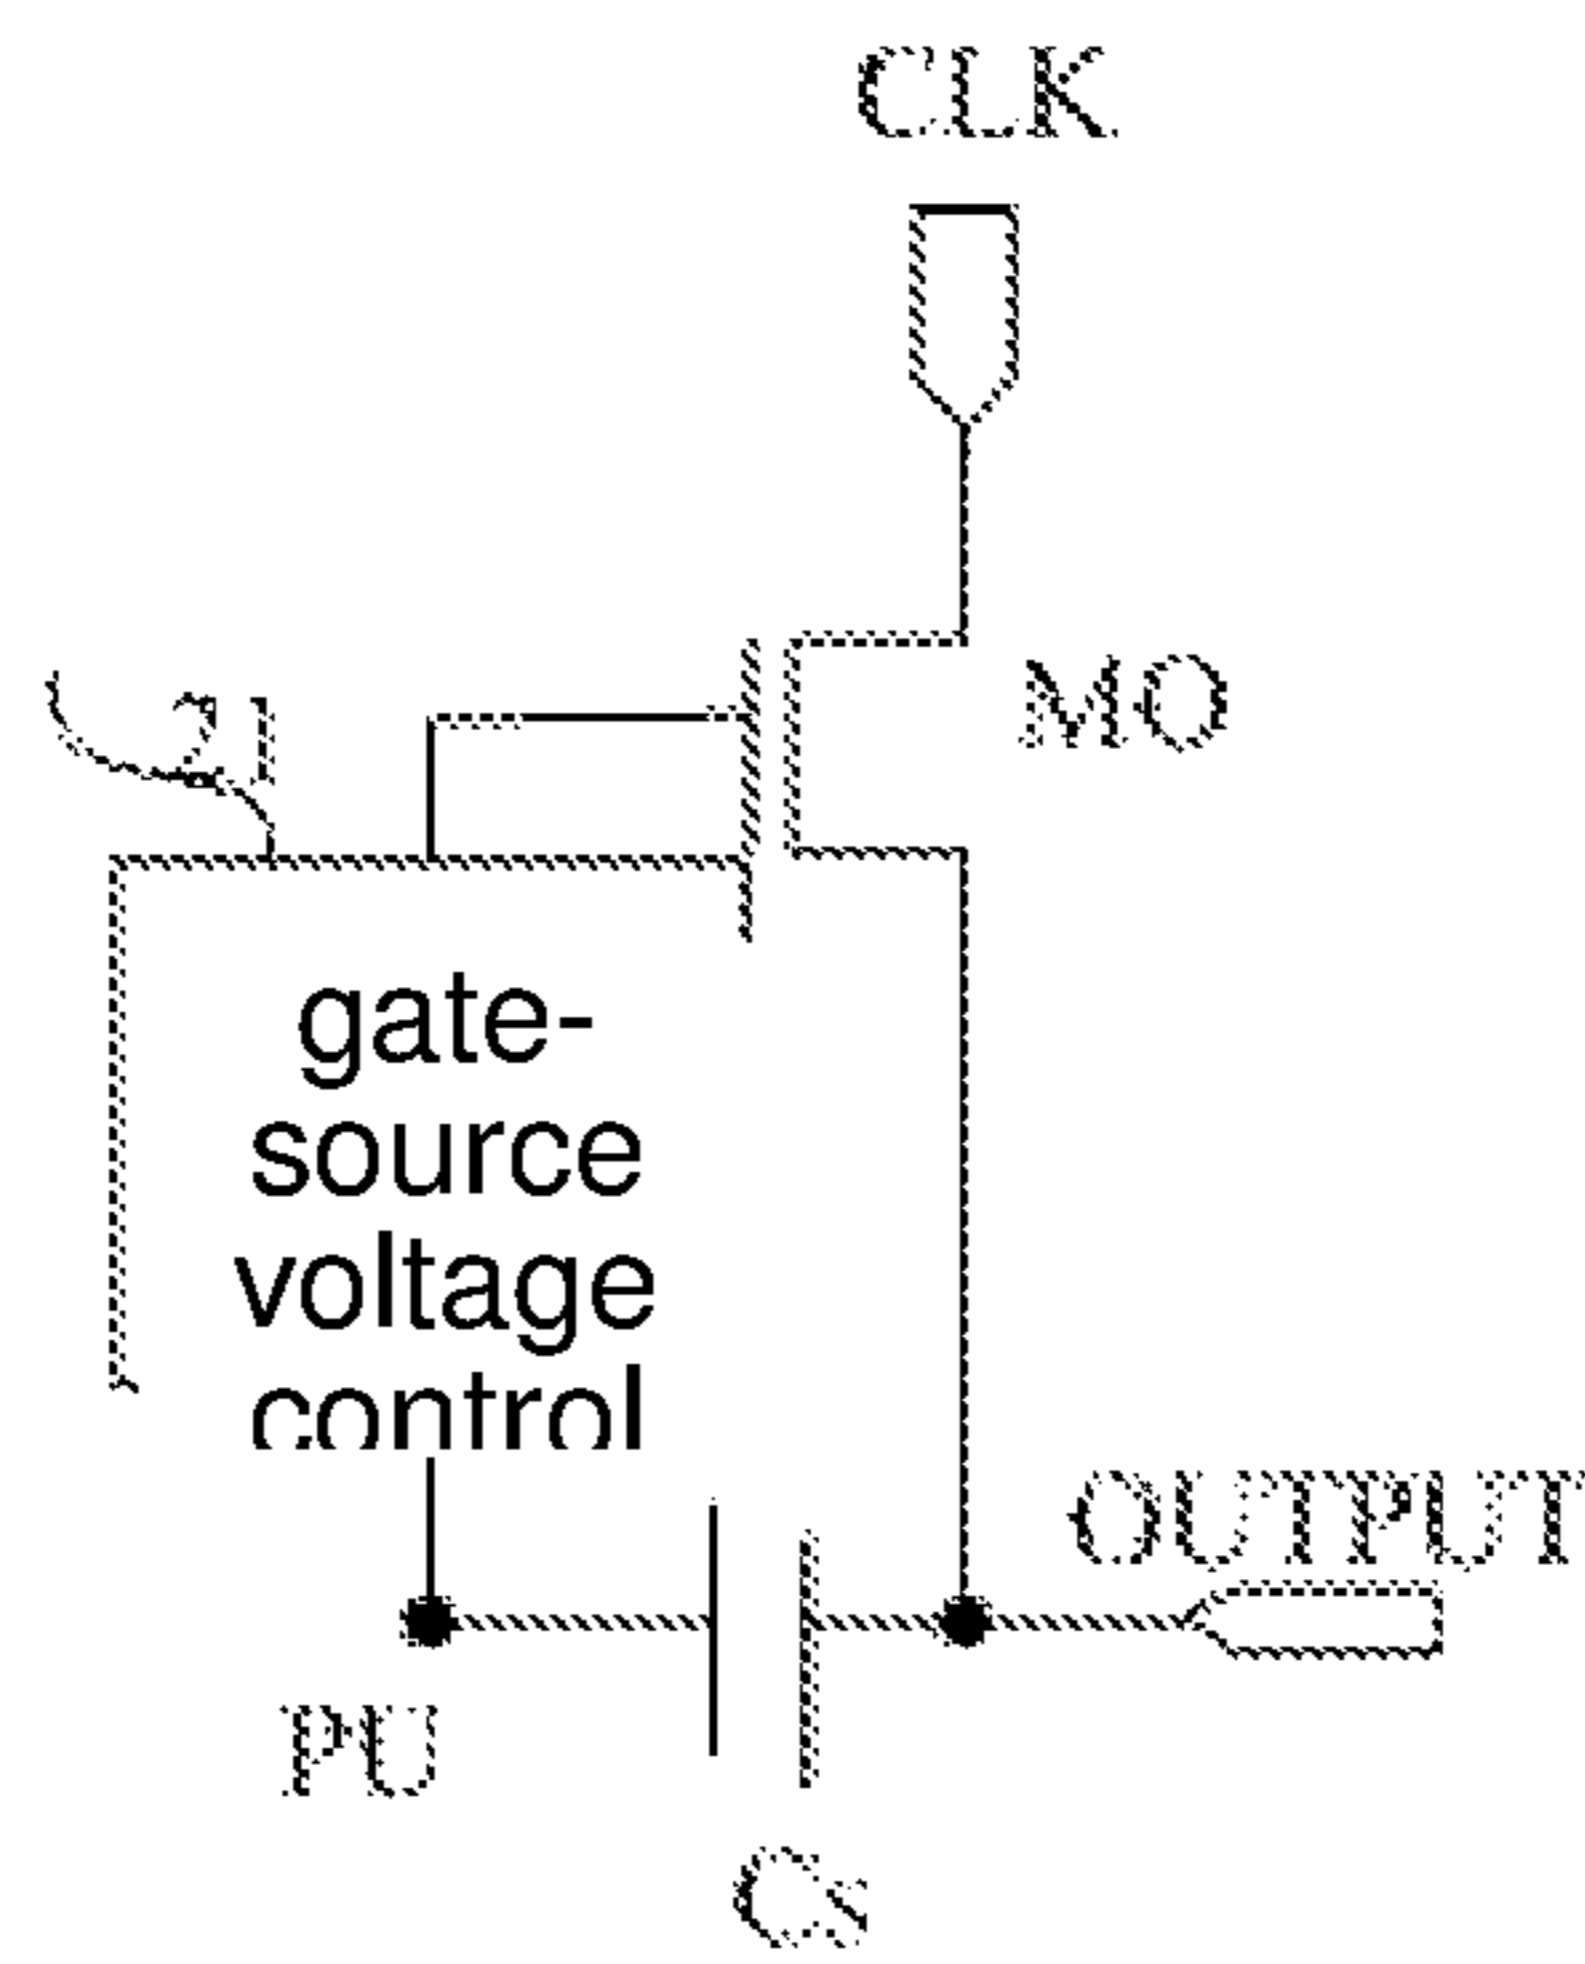 CLK
MO
21
gate-
source
voltage
control
OUTPUT
PU
Cs